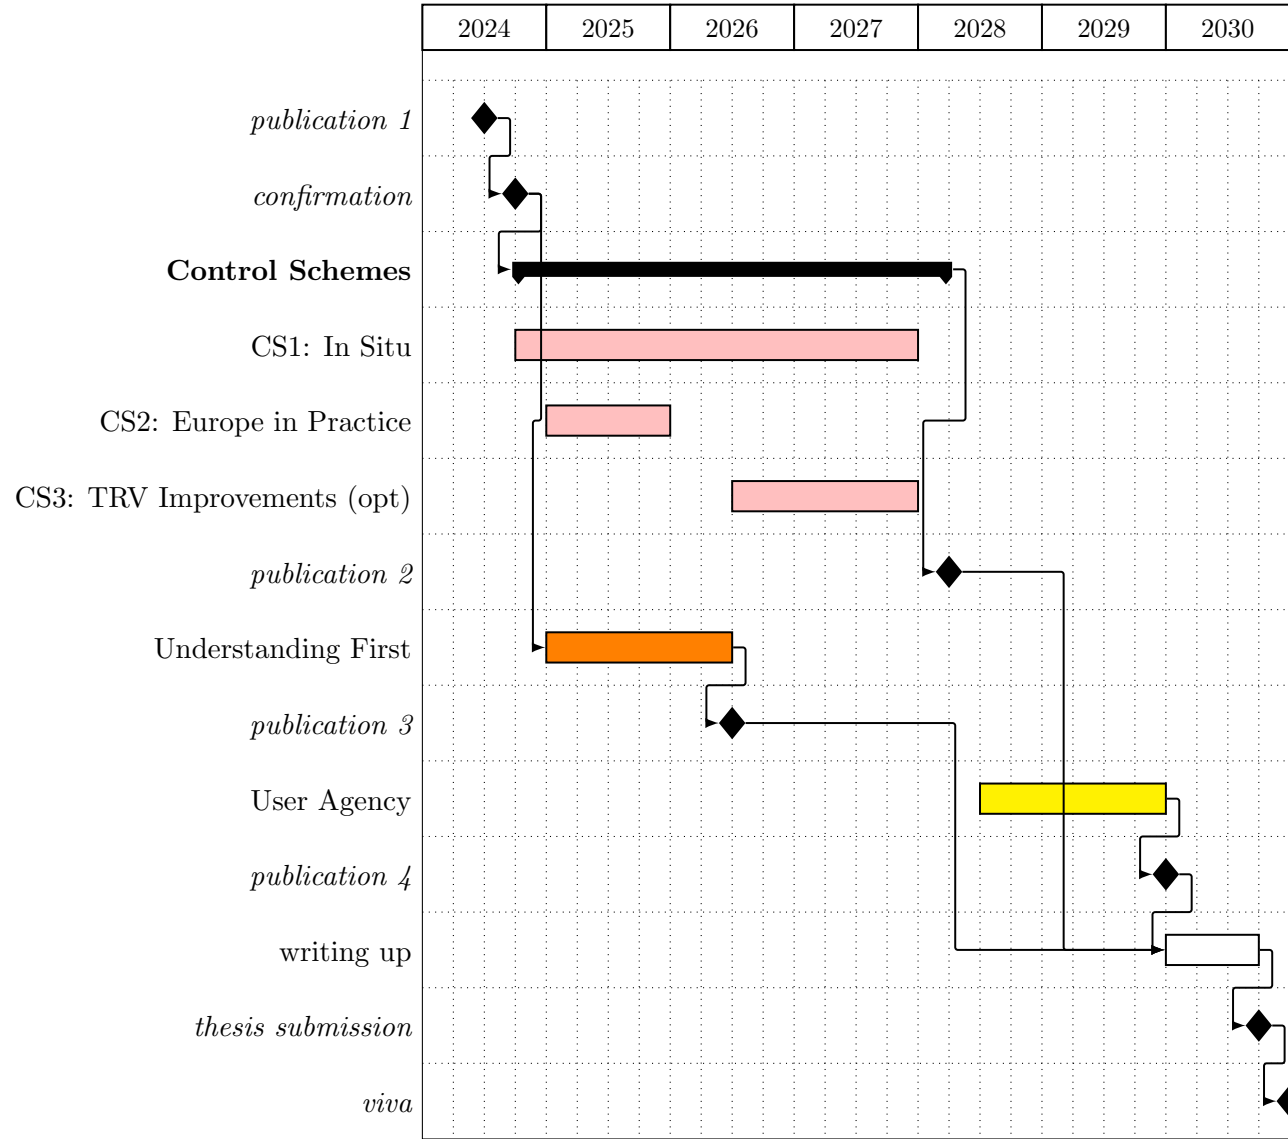 2024 2025 2026 2027 2028 2029 2030
publication 1
confirmation
Control Schemes
CS1: In Situ
CS2: Europe in Practice
CS3: TRV Improvements (opt)
publication 2
Understanding First
publication 3
User Agency
publication 4
writing up
thesis submission
viva